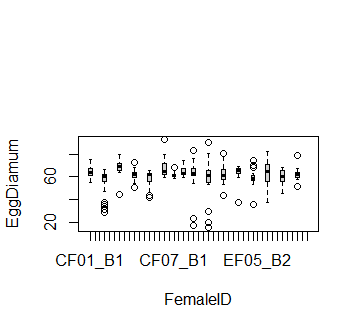 EggDiamum
60
20
CF01_B1 CF07_B1 EF05_B2
FemaleID